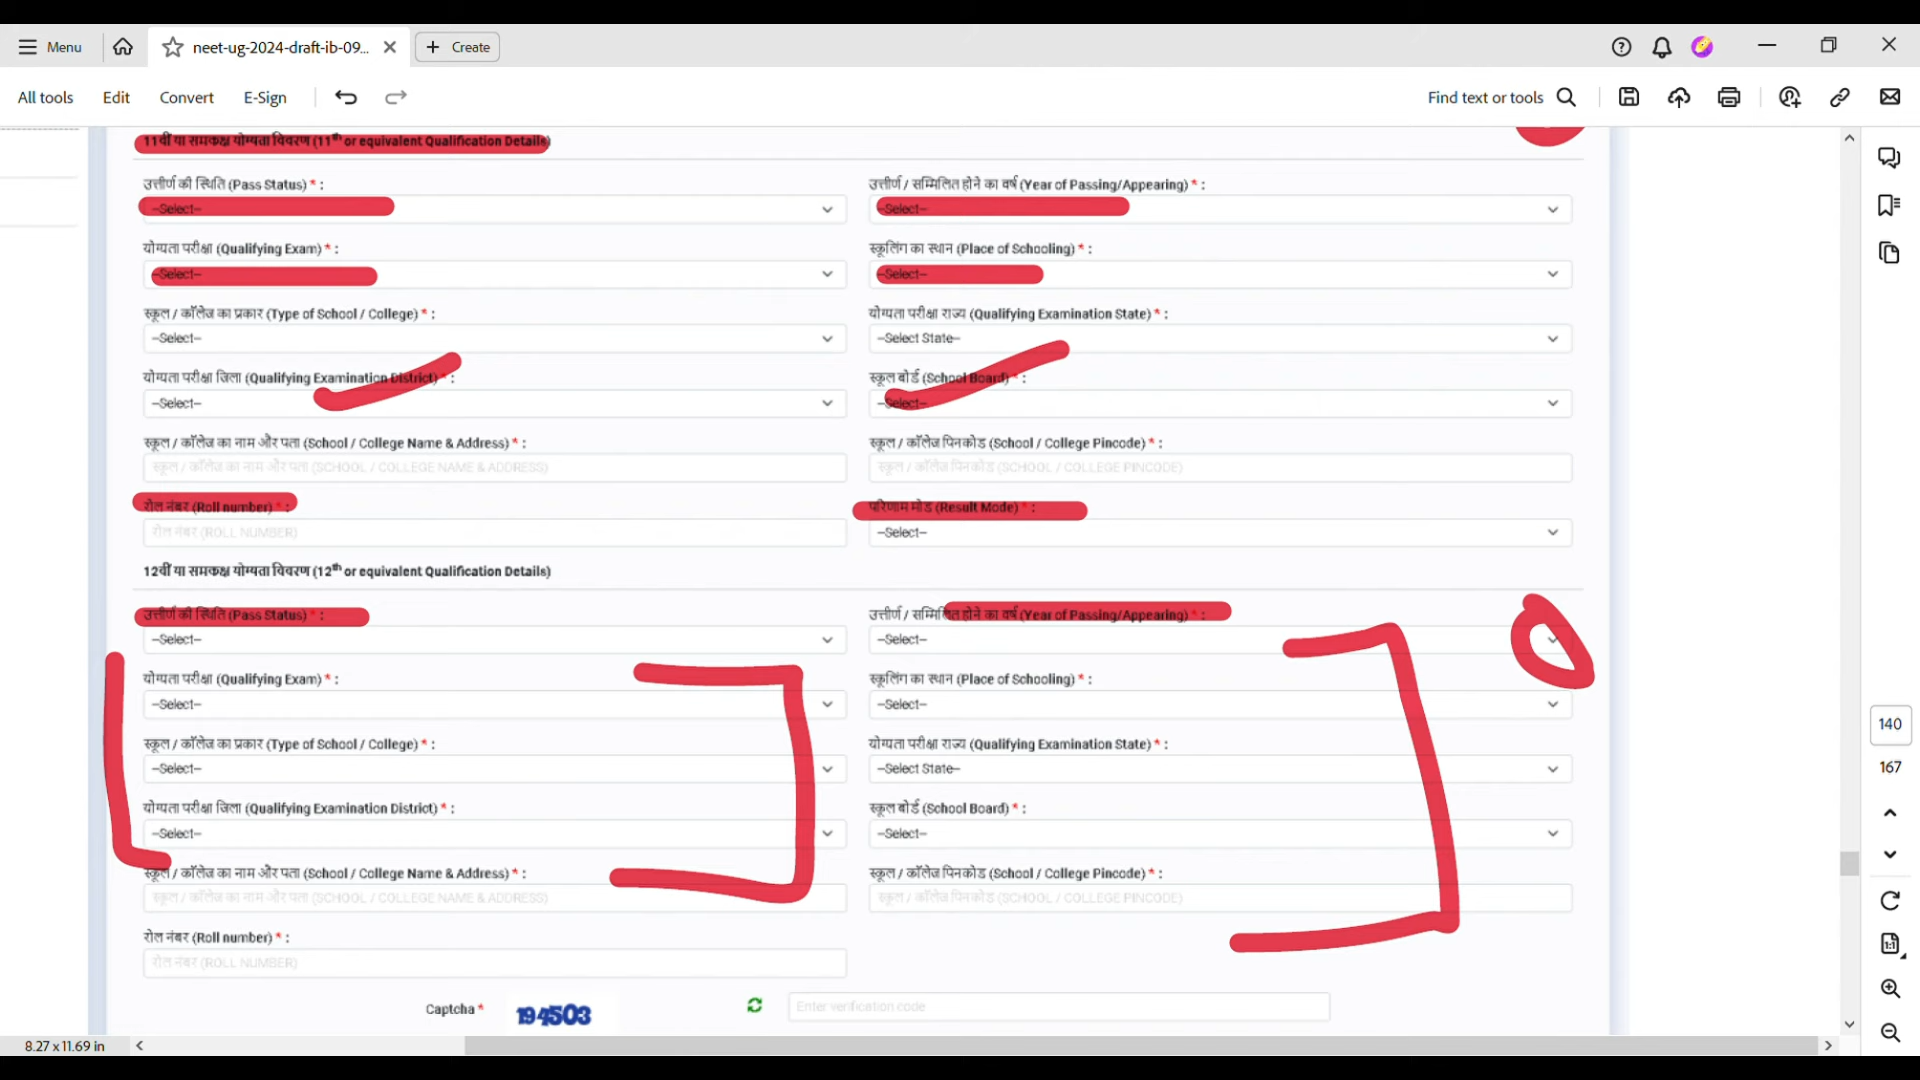 Menu neet-ug-2024-draft-ib-09... Create
All tools Edit Convert E-Sign Find text or tools
11वीं या समकक्ष योग्यता विवरण (11th or equivalent Qualification Details)
उत्तीर्ण की स्थिति (Pass Status) * : उत्तीर्ण / सम्मिलित होने का वर्ष (Year of Passing/Appearing) * :
--Select-- --Select--
योग्यता परीक्षा (Qualifying Exam) * : स्कूलिंग का स्थान (Place of Schooling) * :
--Select-- --Select--
स्कूल / कॉलेज का प्रकार (Type of School / College) * : योग्यता परीक्षा राज्य (Qualifying Examination State) * :
--Select-- --Select State--
योग्यता परीक्षा जिला (Qualifying Examination District) * : स्कूल बोर्ड (School Board) * :
--Select-- --Select--
स्कूल / कॉलेज का नाम और पता (School / College Name & Address) * : स्कूल / कॉलेज पिनकोड (School / College Pincode) * :
स्कूल / कॉलेज का नाम और पता (SCHOOL / COLLEGE NAME & ADDRESS) स्कूल / कॉलेज पिनकोड (SCHOOL / COLLEGE PINCODE)
रोल नंबर (Roll number) * : परिणाम मोड (Result Mode) * :
रोल नंबर (ROLL NUMBER) --Select--
12वीं या समकक्ष योग्यता विवरण (12th or equivalent Qualification Details)
उत्तीर्ण की स्थिति (Pass Status) * : उत्तीर्ण / सम्मिलित होने का वर्ष (Year of Passing/Appearing) * :
--Select-- --Select--
योग्यता परीक्षा (Qualifying Exam) * : स्कूलिंग का स्थान (Place of Schooling) * :
--Select-- --Select--
स्कूल / कॉलेज का प्रकार (Type of School / College) * : योग्यता परीक्षा राज्य (Qualifying Examination State) * :
--Select-- --Select State--
योग्यता परीक्षा जिला (Qualifying Examination District) * : स्कूल बोर्ड (School Board) * :
--Select-- --Select--
स्कूल / कॉलेज का नाम और पता (School / College Name & Address) * : स्कूल / कॉलेज पिनकोड (School / College Pincode) * :
स्कूल / कॉलेज का नाम और पता (SCHOOL / COLLEGE NAME & ADDRESS) स्कूल / कॉलेज पिनकोड (SCHOOL / COLLEGE PINCODE)
रोल नंबर (Roll number) * :
रोल नंबर (ROLL NUMBER)
Captcha * 194503 Enter verification code
140
167
1:1
8.27 x 11.69 in